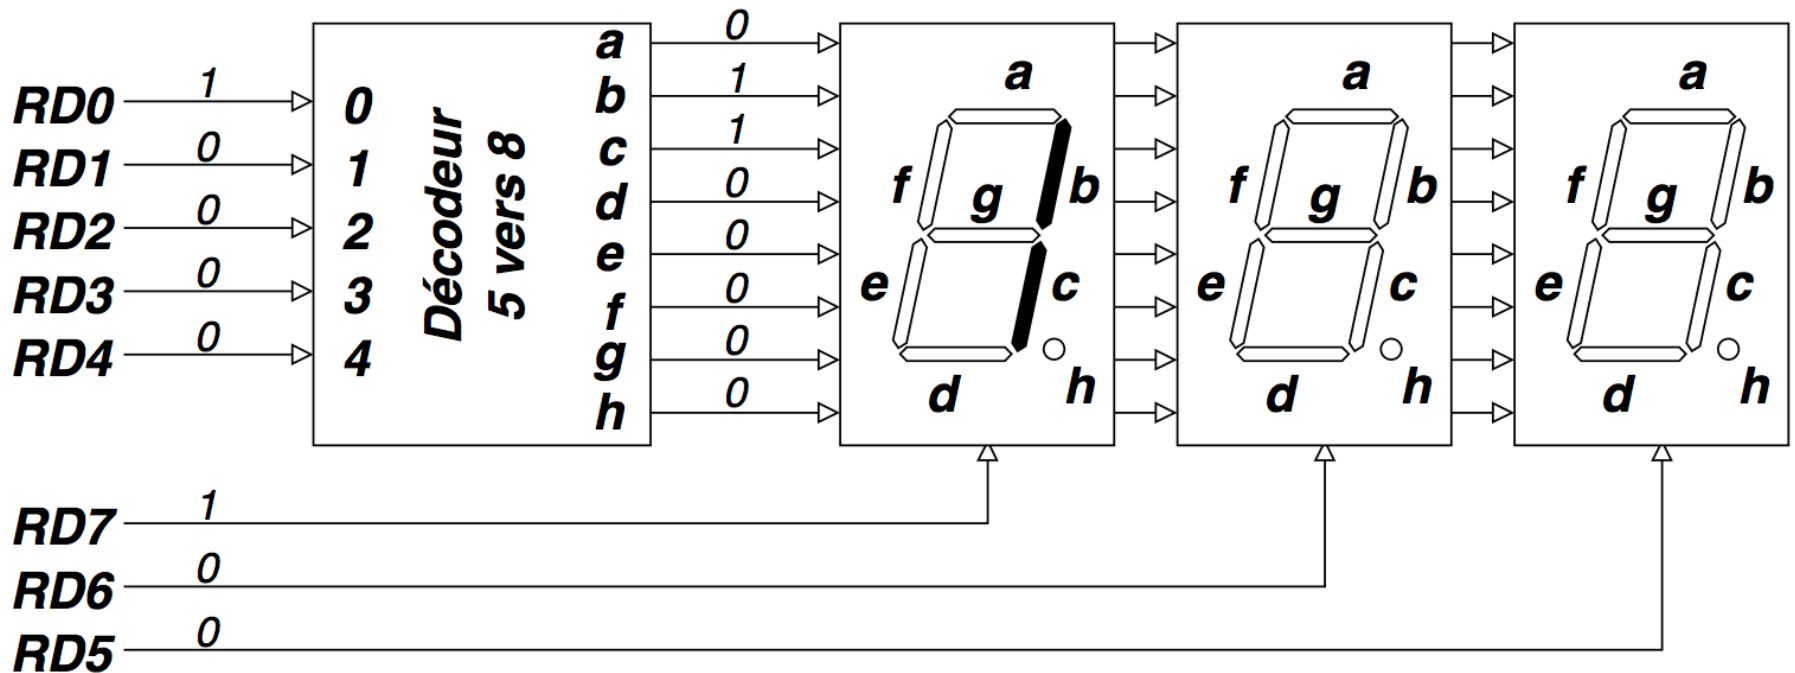 RD0 1 0
RD1 0 1
RD2 0 2
RD3 0 3
RD4 0 4
Décodeur
5 vers 8
a 0
b 1
c 1
d 0
e 0
f 0
g 0
h 0
a
f g b
e c
d h
a
f g b
e c
d h
a
f g b
e c
d h
RD7 1
RD6 0
RD5 0